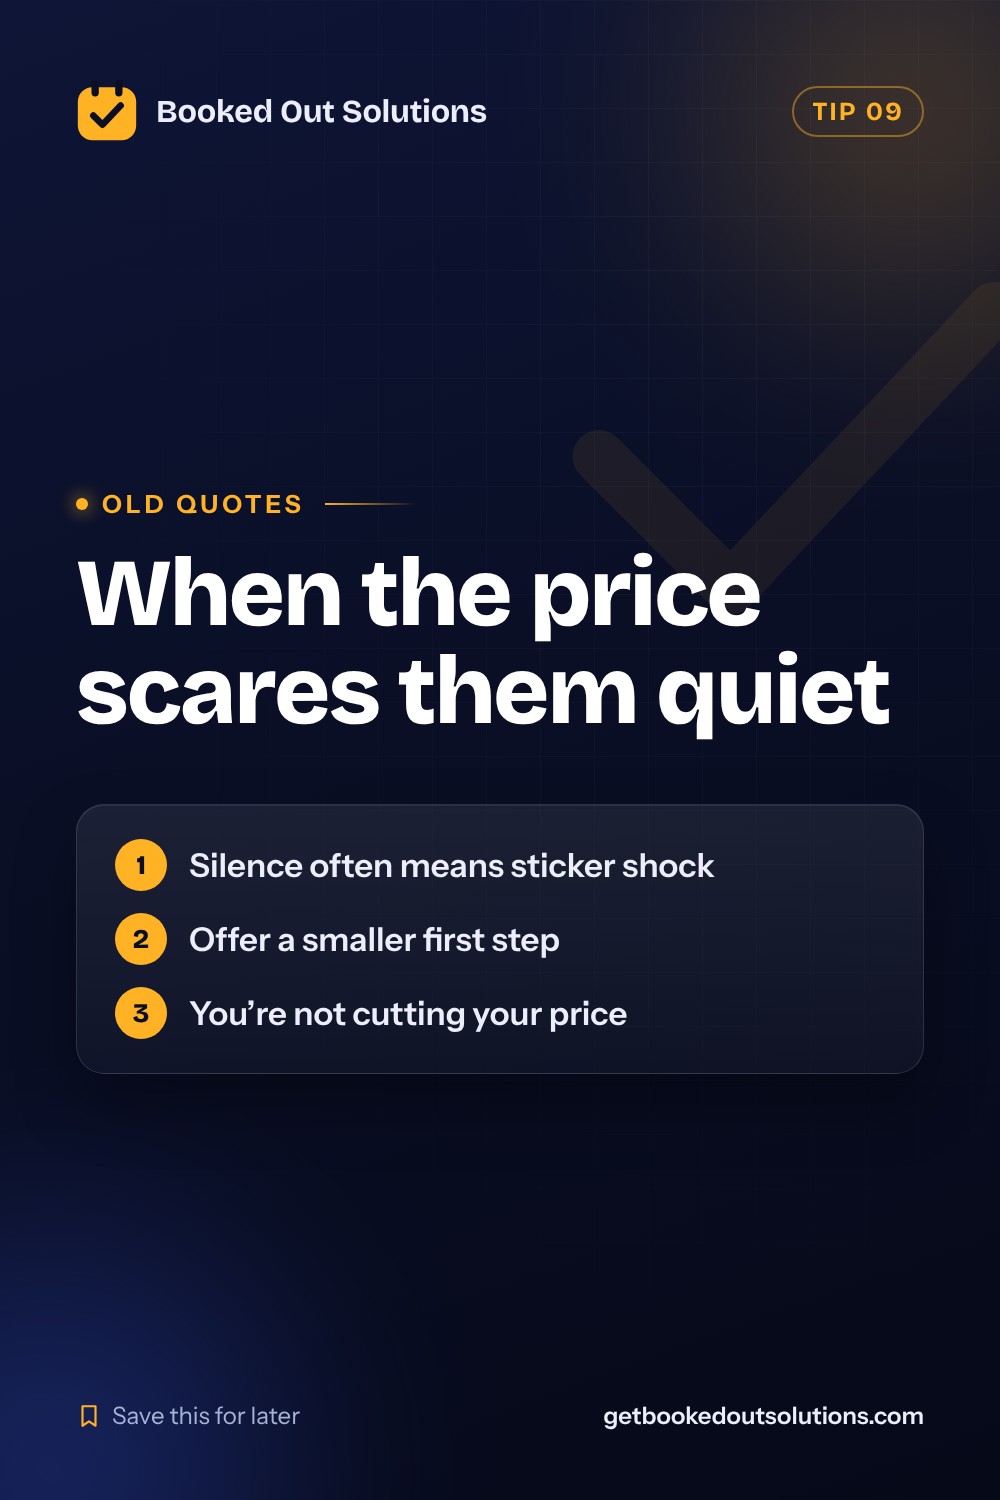 Booked Out Solutions
TIP 09
OLD QUOTES
When the price
scares them quiet
1 Silence often means sticker shock
2 Offer a smaller first step
3 You’re not cutting your price
Save this for later
getbookedoutsolutions.com